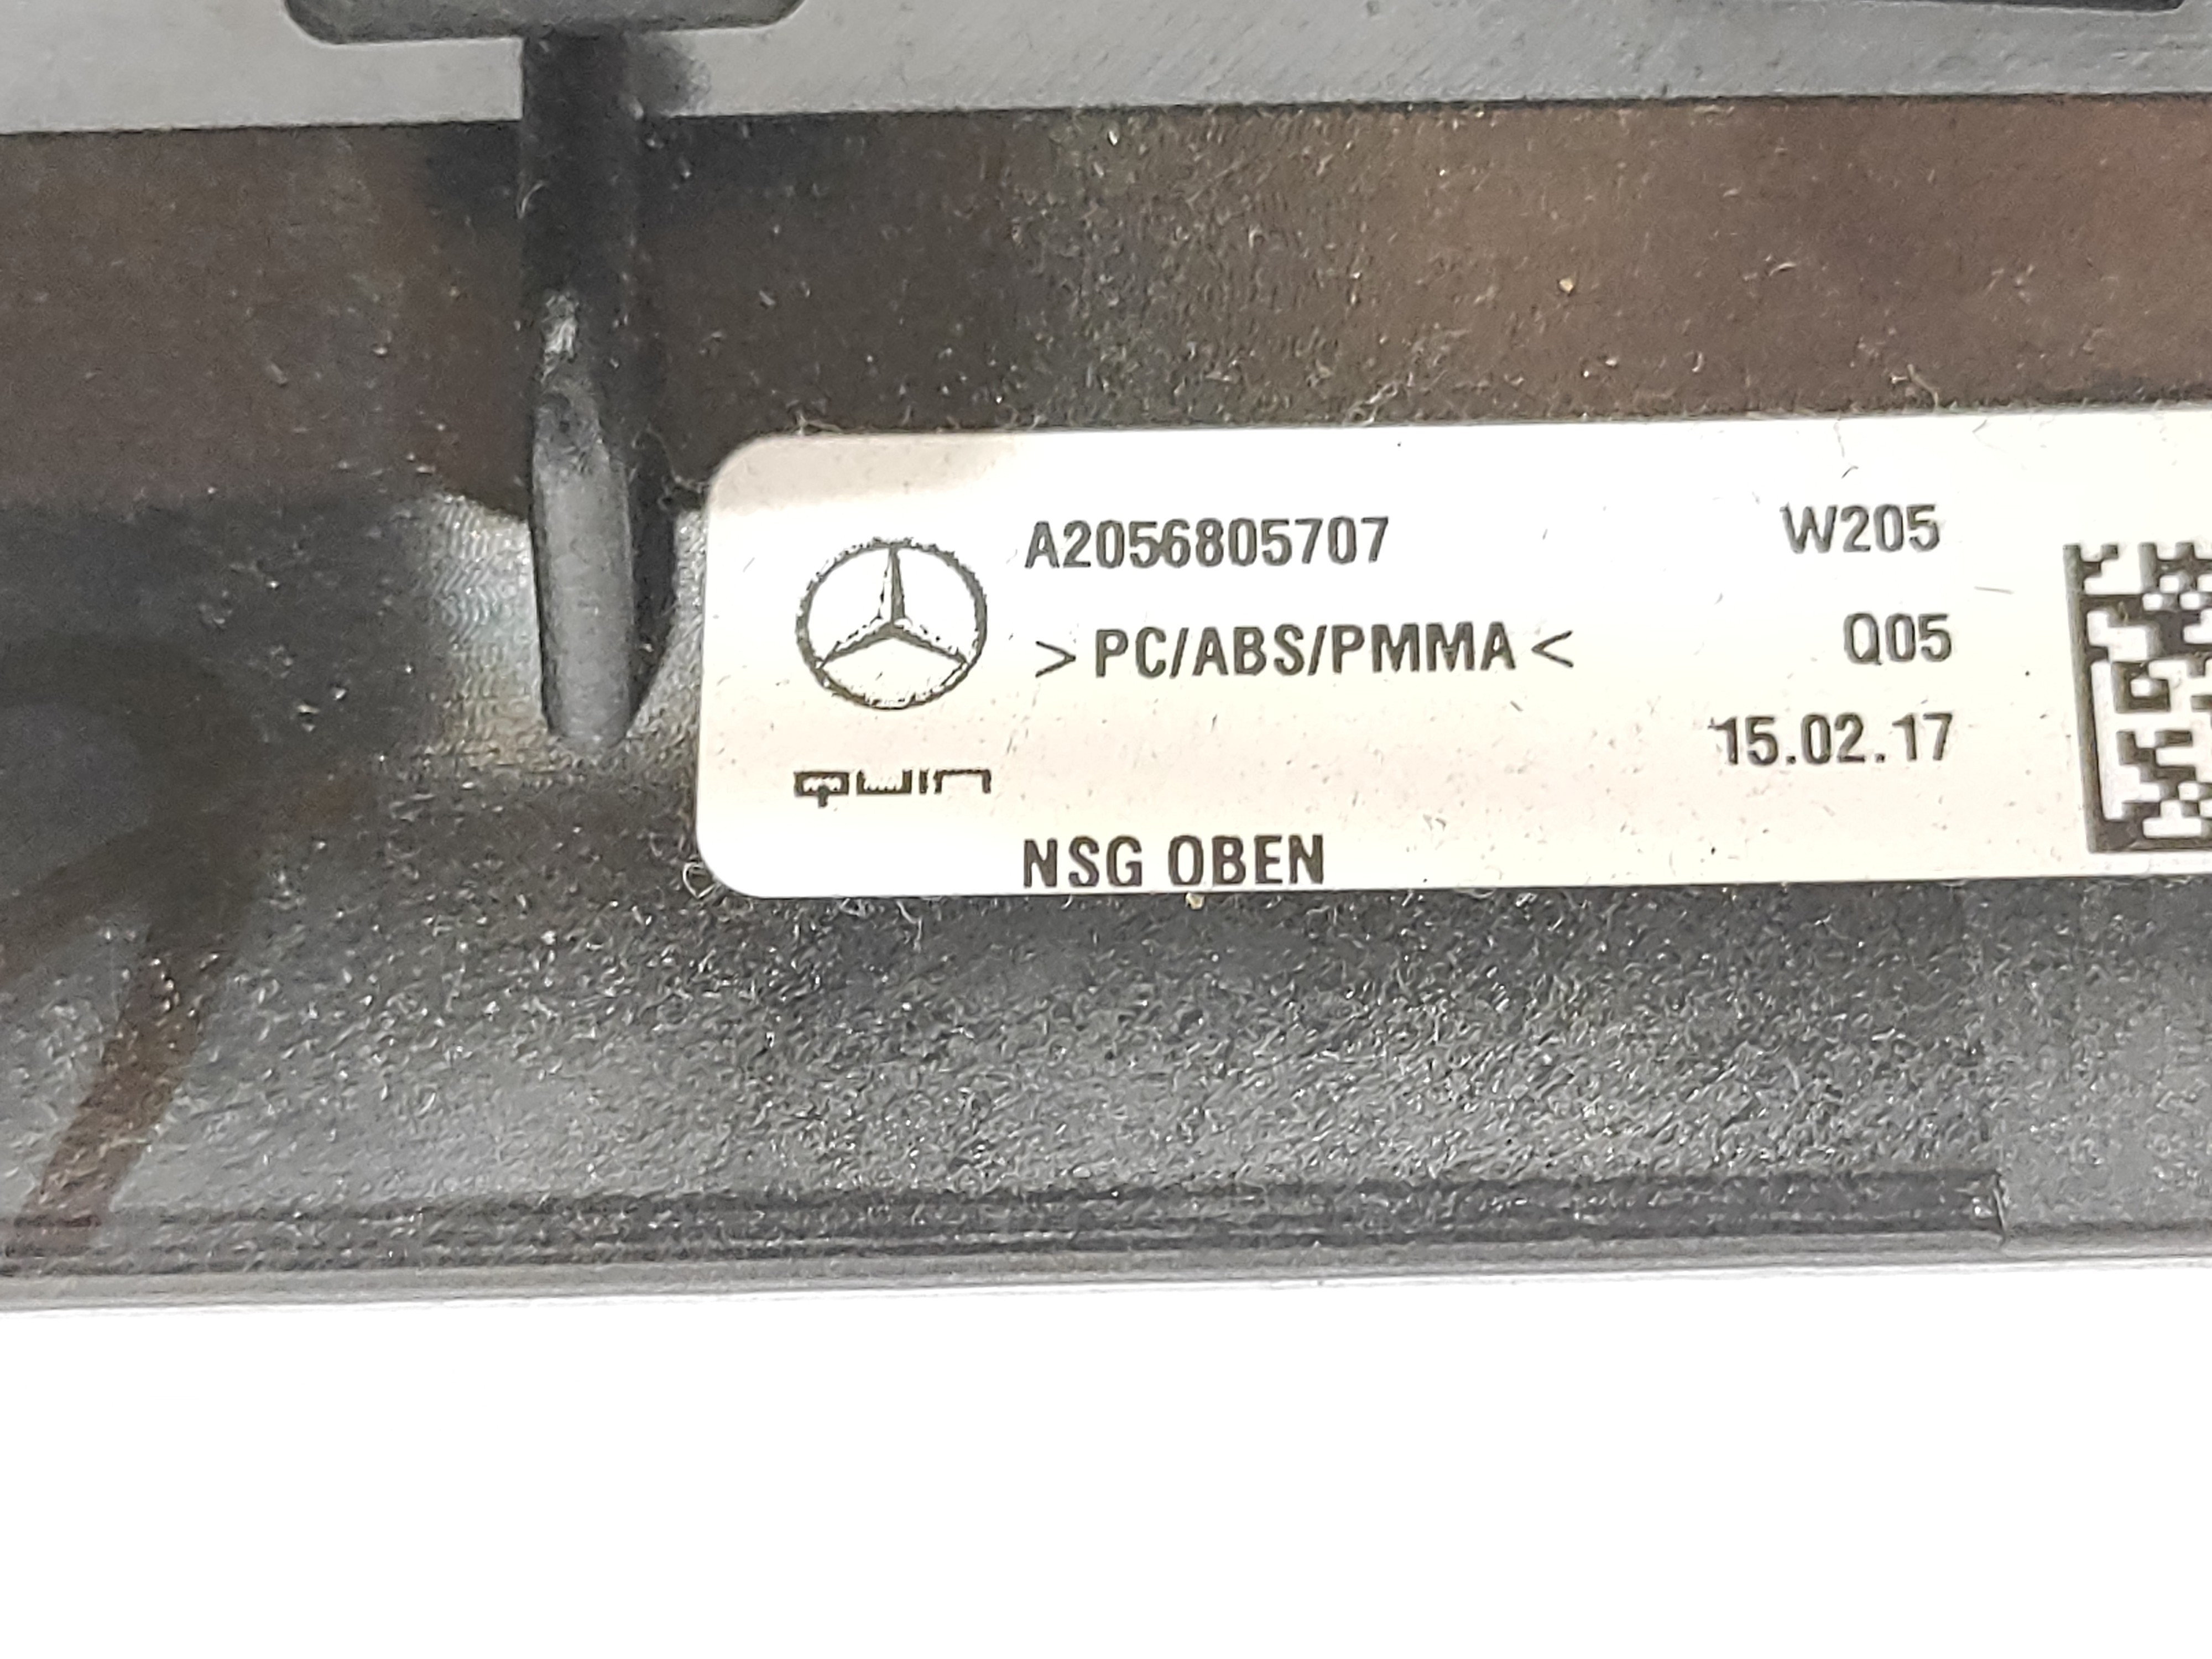 A2056805707 W205
>PC/ABS/PMMA< Q05
15.02.17
quin
NSG OBEN